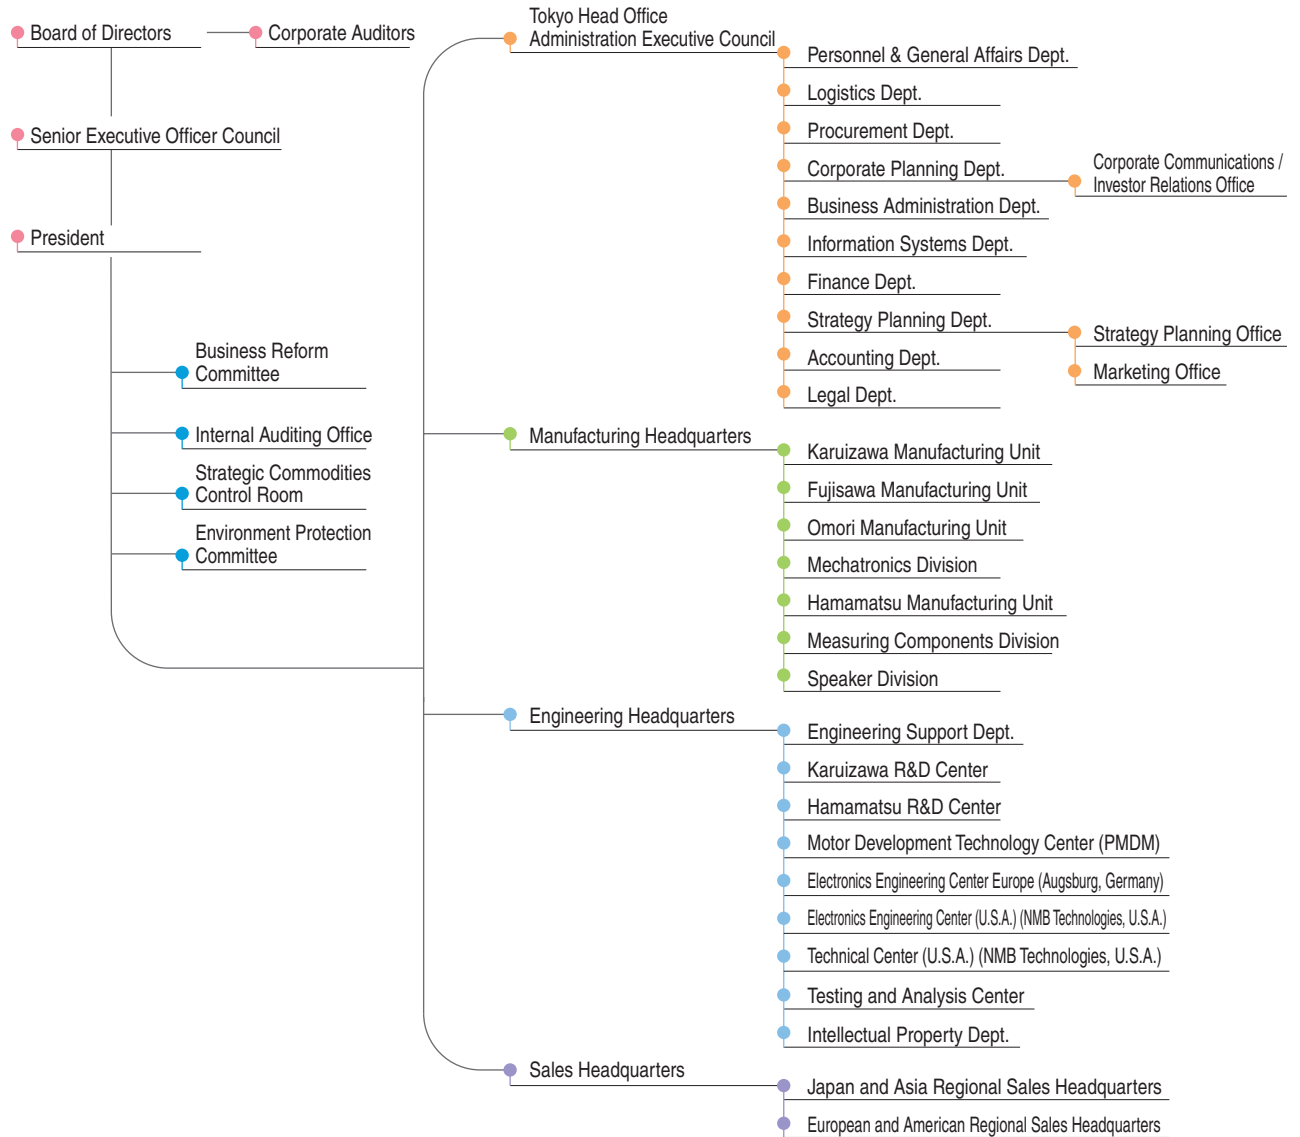 Board of Directors
Corporate Auditors
Senior Executive Officer Council
President
Business Reform
Committee
Internal Auditing Office
Strategic Commodities
Control Room
Environment Protection
Committee
Tokyo Head Office
Administration Executive Council
Personnel & General Affairs Dept.
Logistics Dept.
Procurement Dept.
Corporate Planning Dept.
Corporate Communications /
Investor Relations Office
Business Administration Dept.
Information Systems Dept.
Finance Dept.
Strategy Planning Dept.
Strategy Planning Office
Marketing Office
Accounting Dept.
Legal Dept.
Manufacturing Headquarters
Karuizawa Manufacturing Unit
Fujisawa Manufacturing Unit
Omori Manufacturing Unit
Mechatronics Division
Hamamatsu Manufacturing Unit
Measuring Components Division
Speaker Division
Engineering Headquarters
Engineering Support Dept.
Karuizawa R&D Center
Hamamatsu R&D Center
Motor Development Technology Center (PMDM)
Electronics Engineering Center Europe (Augsburg, Germany)
Electronics Engineering Center (U.S.A.) (NMB Technologies, U.S.A.)
Technical Center (U.S.A.) (NMB Technologies, U.S.A.)
Testing and Analysis Center
Intellectual Property Dept.
Sales Headquarters
Japan and Asia Regional Sales Headquarters
European and American Regional Sales Headquarters